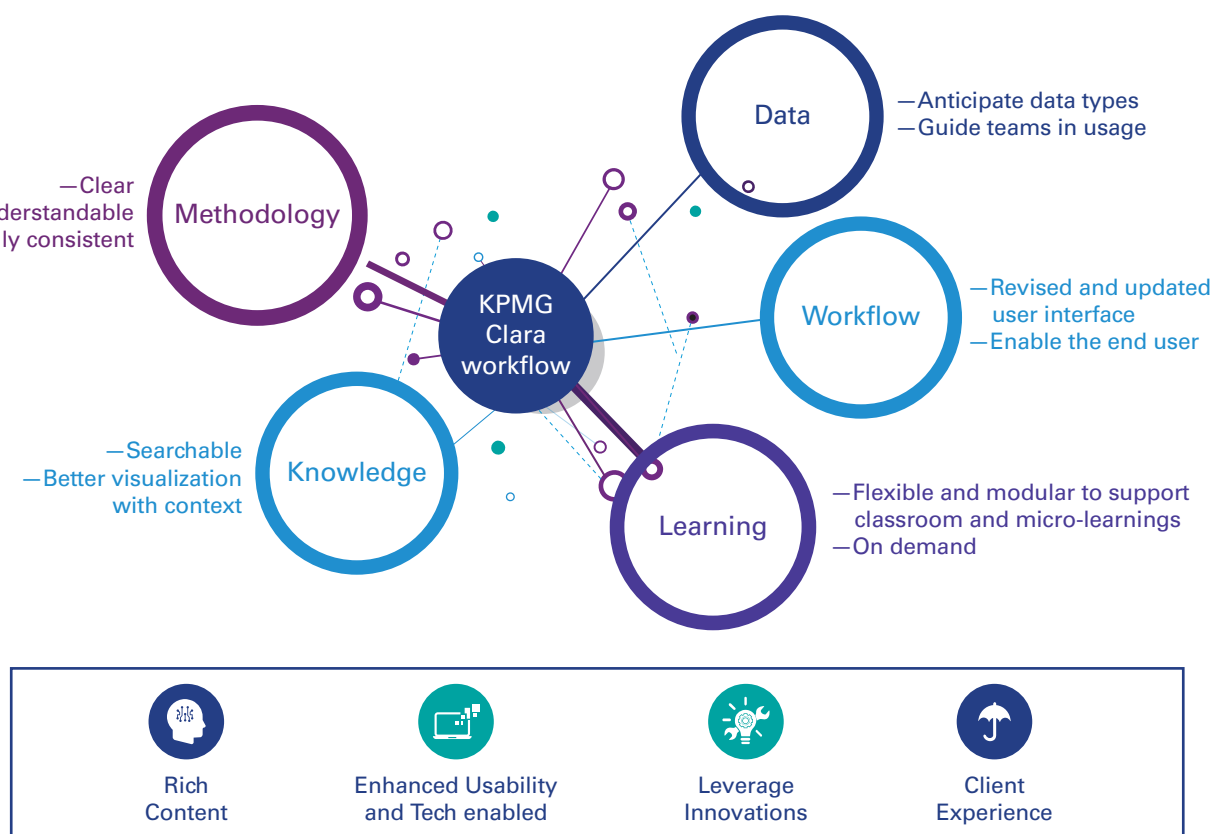 Data
—Anticipate data types
—Guide teams in usage
Methodology
—Clear
derstandable
ly consistent
KPMG
Clara
workflow
Workflow
—Revised and updated
user interface
—Enable the end user
Knowledge
—Searchable
—Better visualization
with context
Learning
—Flexible and modular to support
classroom and micro-learnings
—On demand
Rich
Content
Enhanced Usability
and Tech enabled
Leverage
Innovations
Client
Experience